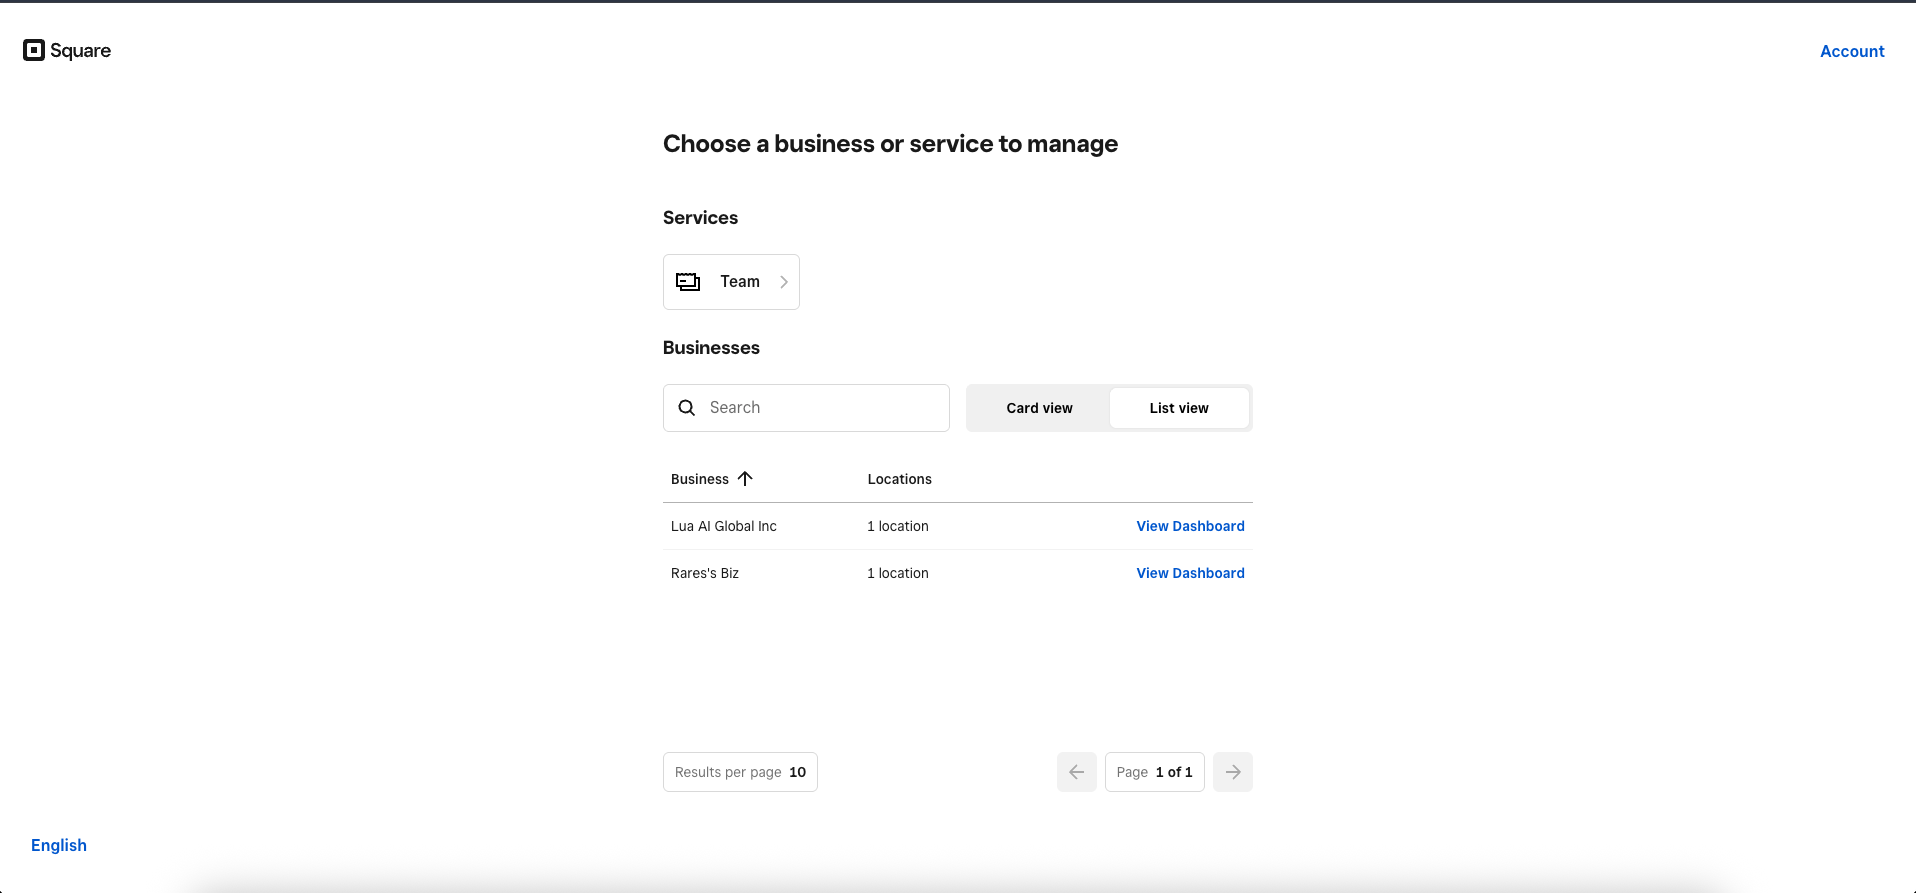 Square
Account
Choose a business or service to manage
Services
Team
Businesses
Search
Card view
List view
Business
Locations
Lua AI Global Inc
1 location
View Dashboard
Rares's Biz
1 location
View Dashboard
Results per page 10
Page 1 of 1
English